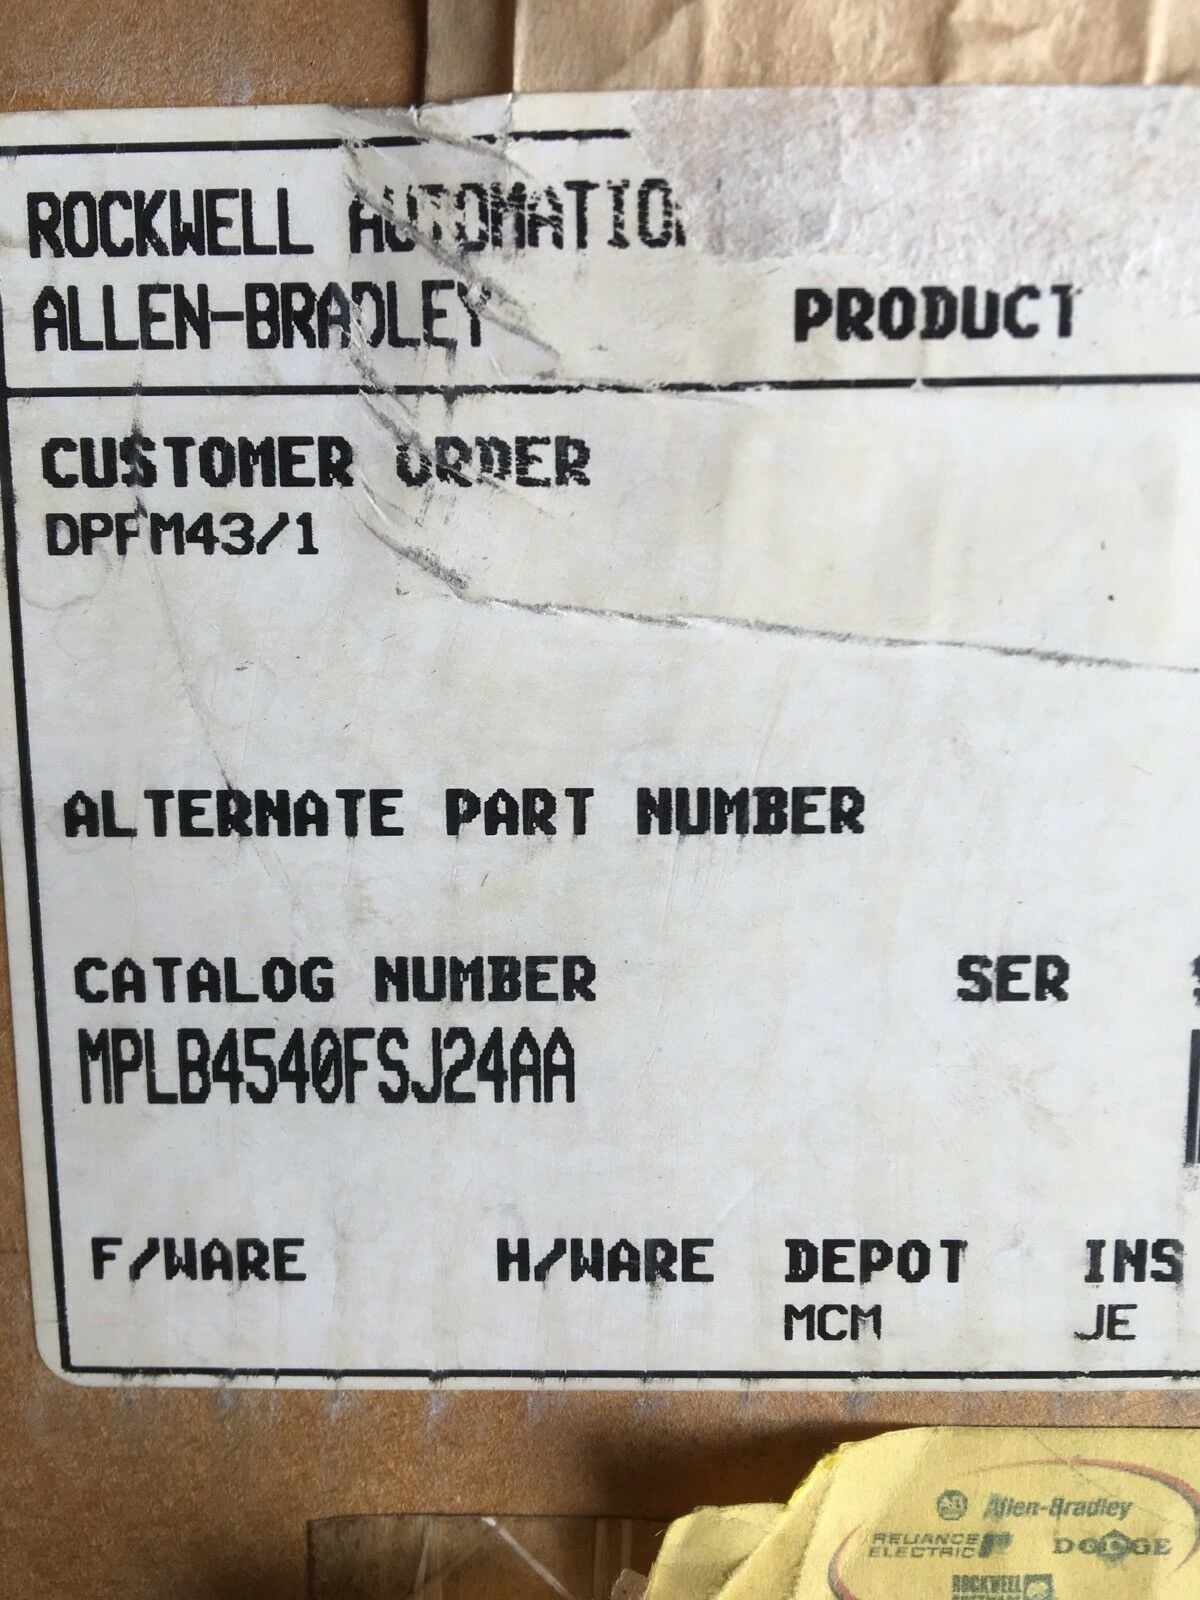 ROCKWELL AUTOMATION
ALLEN-BRADLEY PRODUCT
CUSTOMER ORDER
DPFM43/1
ALTERNATE PART NUMBER
CATALOG NUMBER SER
MPLB4540FSJ24AA
F/WARE H/WARE DEPOT INS
MCM JE
Allen-Bradley
RELIANCE
ELECTRIC
DODGE
ROCKWELL